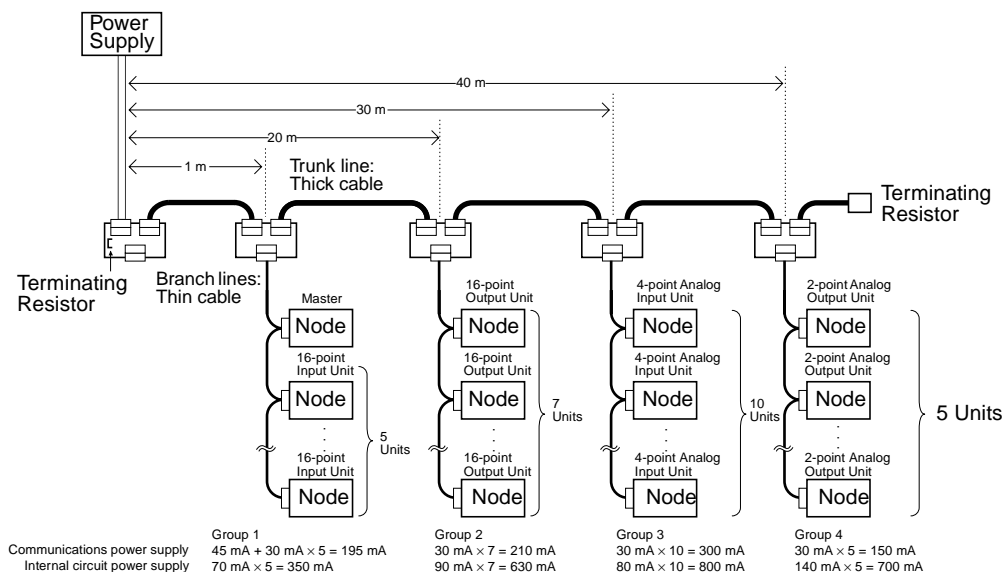 Power
Supply
40 m
30 m
20 m
1 m
Trunk line:
Thick cable
Terminating
Resistor
Terminating
Resistor
Branch lines:
Thin cable
Master
Node
16-point
Input Unit
Node
16-point
Input Unit
Node
5
Units
16-point
Output Unit
Node
16-point
Output Unit
Node
16-point
Output Unit
Node
7
Units
4-point Analog
Input Unit
Node
4-point Analog
Input Unit
Node
4-point Analog
Input Unit
Node
10
Units
2-point Analog
Output Unit
Node
2-point Analog
Output Unit
Node
2-point Analog
Output Unit
Node
5 Units
Group 1 Group 2 Group 3 Group 4
Communications power supply 45 mA + 30 mA × 5 = 195 mA 30 mA × 7 = 210 mA 30 mA × 10 = 300 mA 30 mA × 5 = 150 mA
Internal circuit power supply 70 mA × 5 = 350 mA 90 mA × 7 = 630 mA 80 mA × 10 = 800 mA 140 mA × 5 = 700 mA